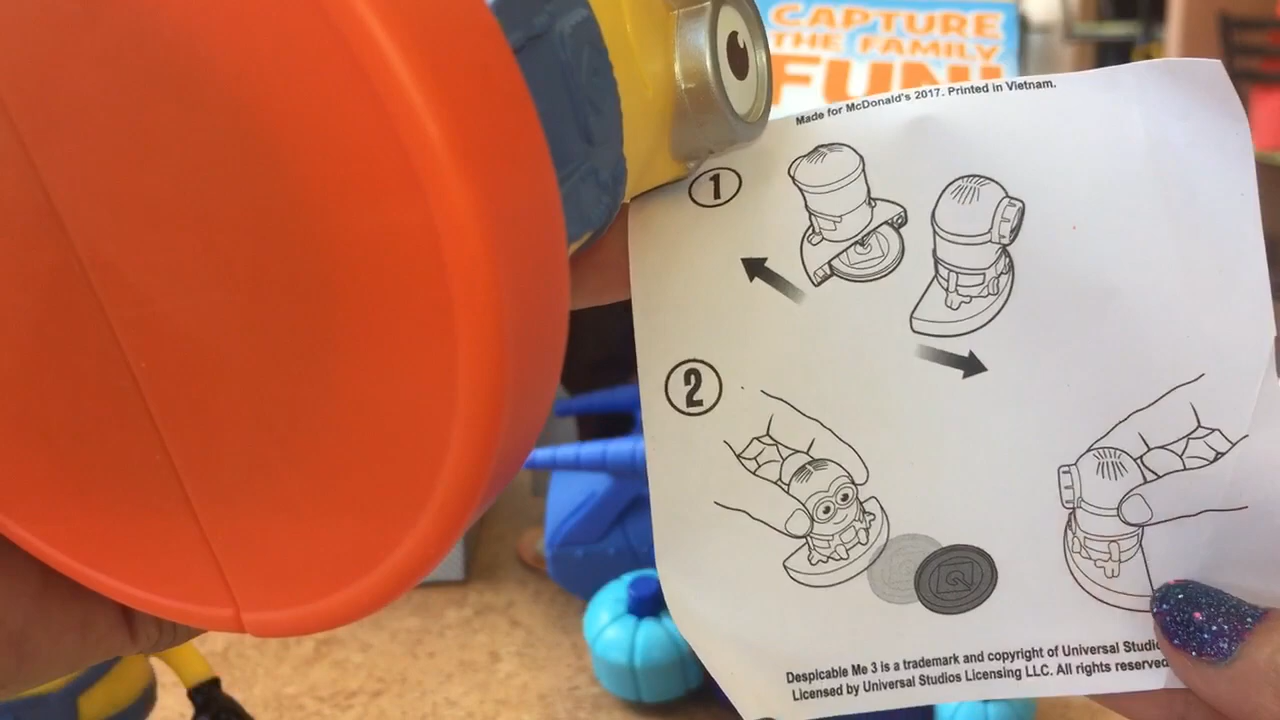 CAPTURE
THE FAMILY
FUN!
Made for McDonald's 2017. Printed in Vietnam.
1
2
Despicable Me 3 is a trademark and copyright of Universal
Licensed by Universal Studios Licensing LLC. All rights reserved